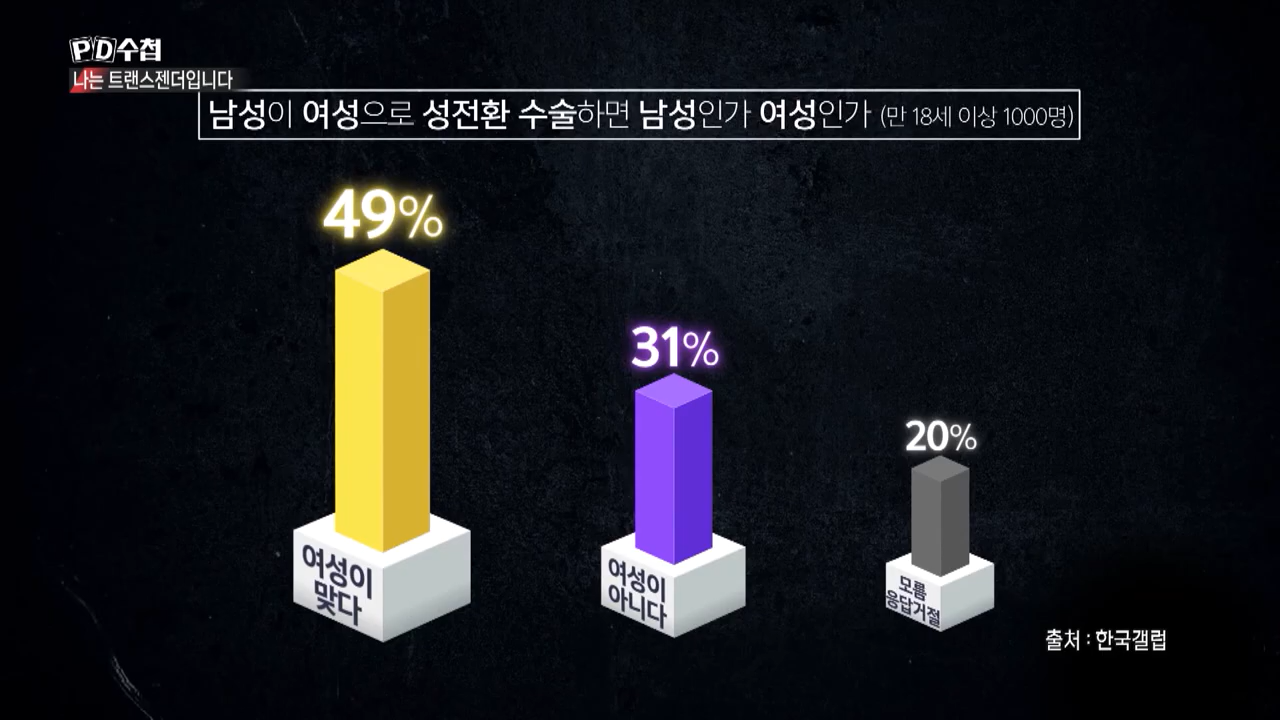 PD수첩
나는 트랜스젠더입니다
남성이 여성으로 성전환 수술하면 남성인가 여성인가 (만 18세 이상 1000명)
49%
31%
20%
여성이
맞다
여성이
아니다
모름
응답거절
출처 : 한국갤럽